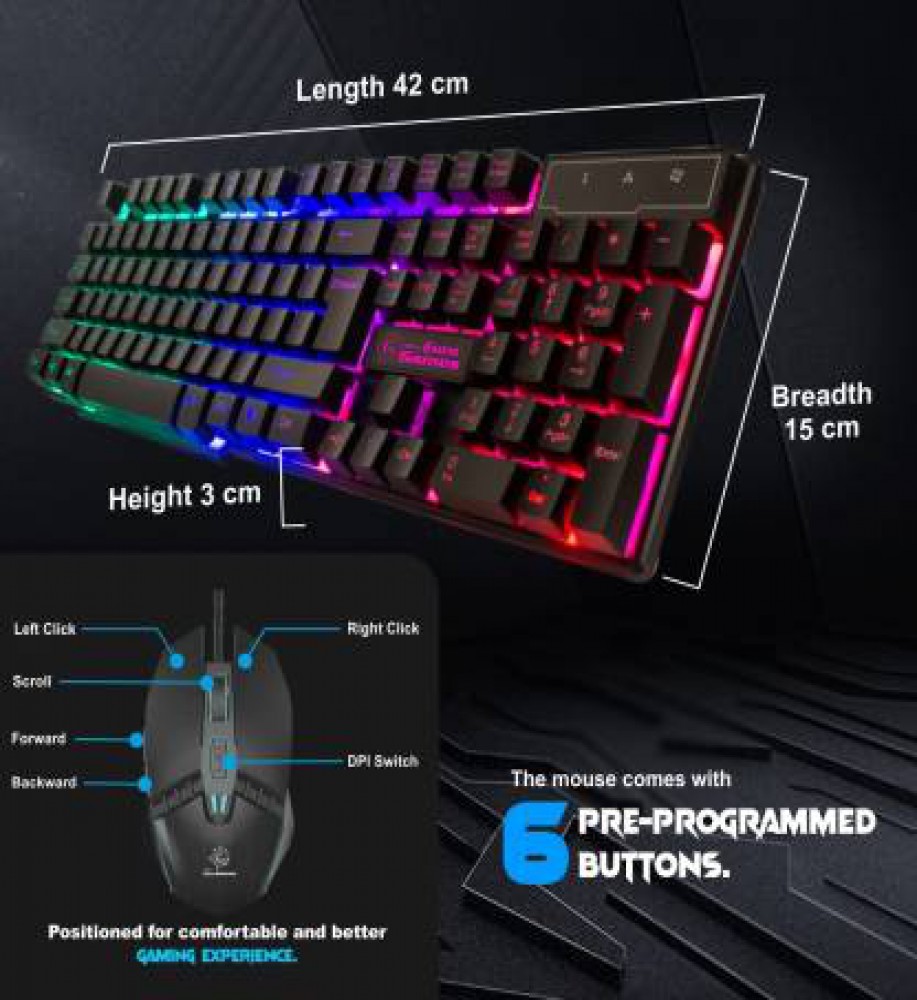 Length 42 cm
Breadth
15 cm
Height 3 cm
Left Click
Right Click
Scroll
Forward
DPI Switch
Backward
The mouse comes with
6 PRE-PROGRAMMED
BUTTONS.
Positioned for comfortable and better
GAMING EXPERIENCE.